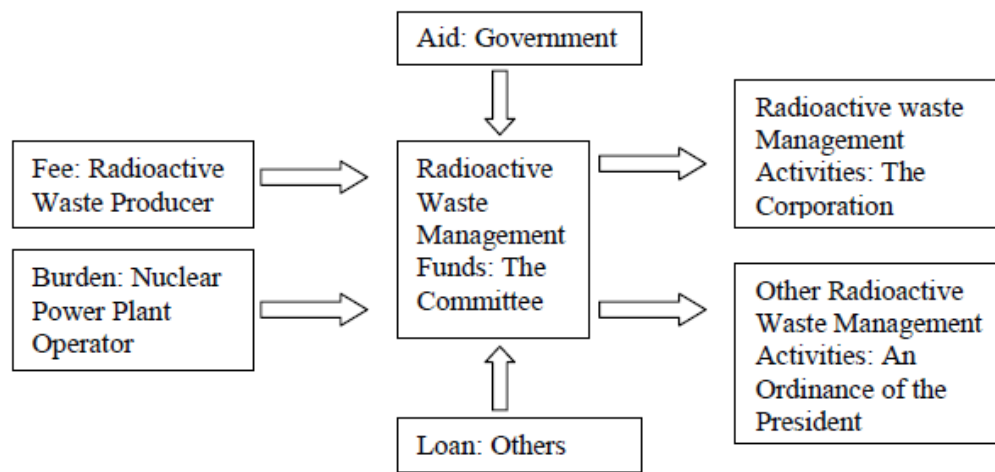 Aid: Government
Fee: Radioactive
Waste Producer
Burden: Nuclear
Power Plant
Operator
Radioactive
Waste
Management
Funds: The
Committee
Loan: Others
Radioactive waste
Management
Activities: The
Corporation
Other Radioactive
Waste Management
Activities: An
Ordinance of the
President